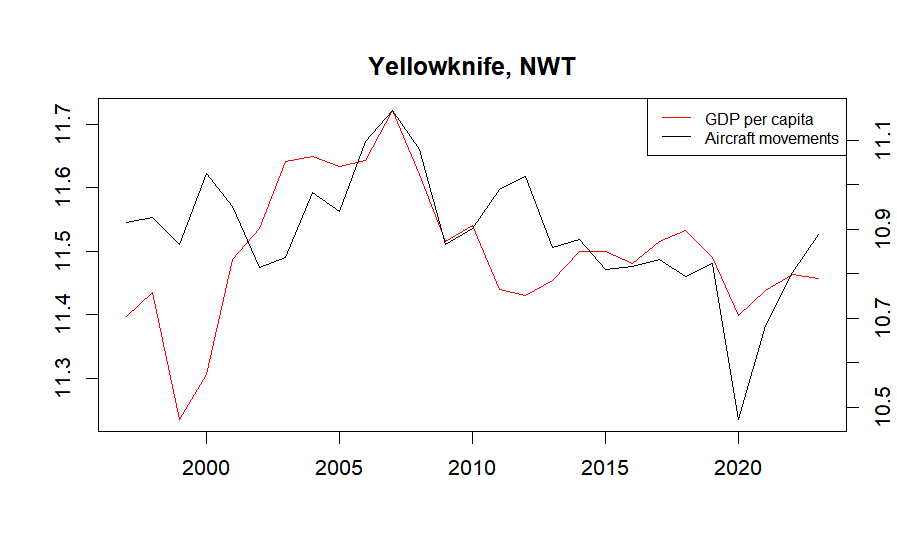 Yellowknife, NWT
GDP per capita
Aircraft movements
11.7
11.6
11.5
11.4
11.3
11.1
10.9
10.7
10.5
2000 2005 2010 2015 2020